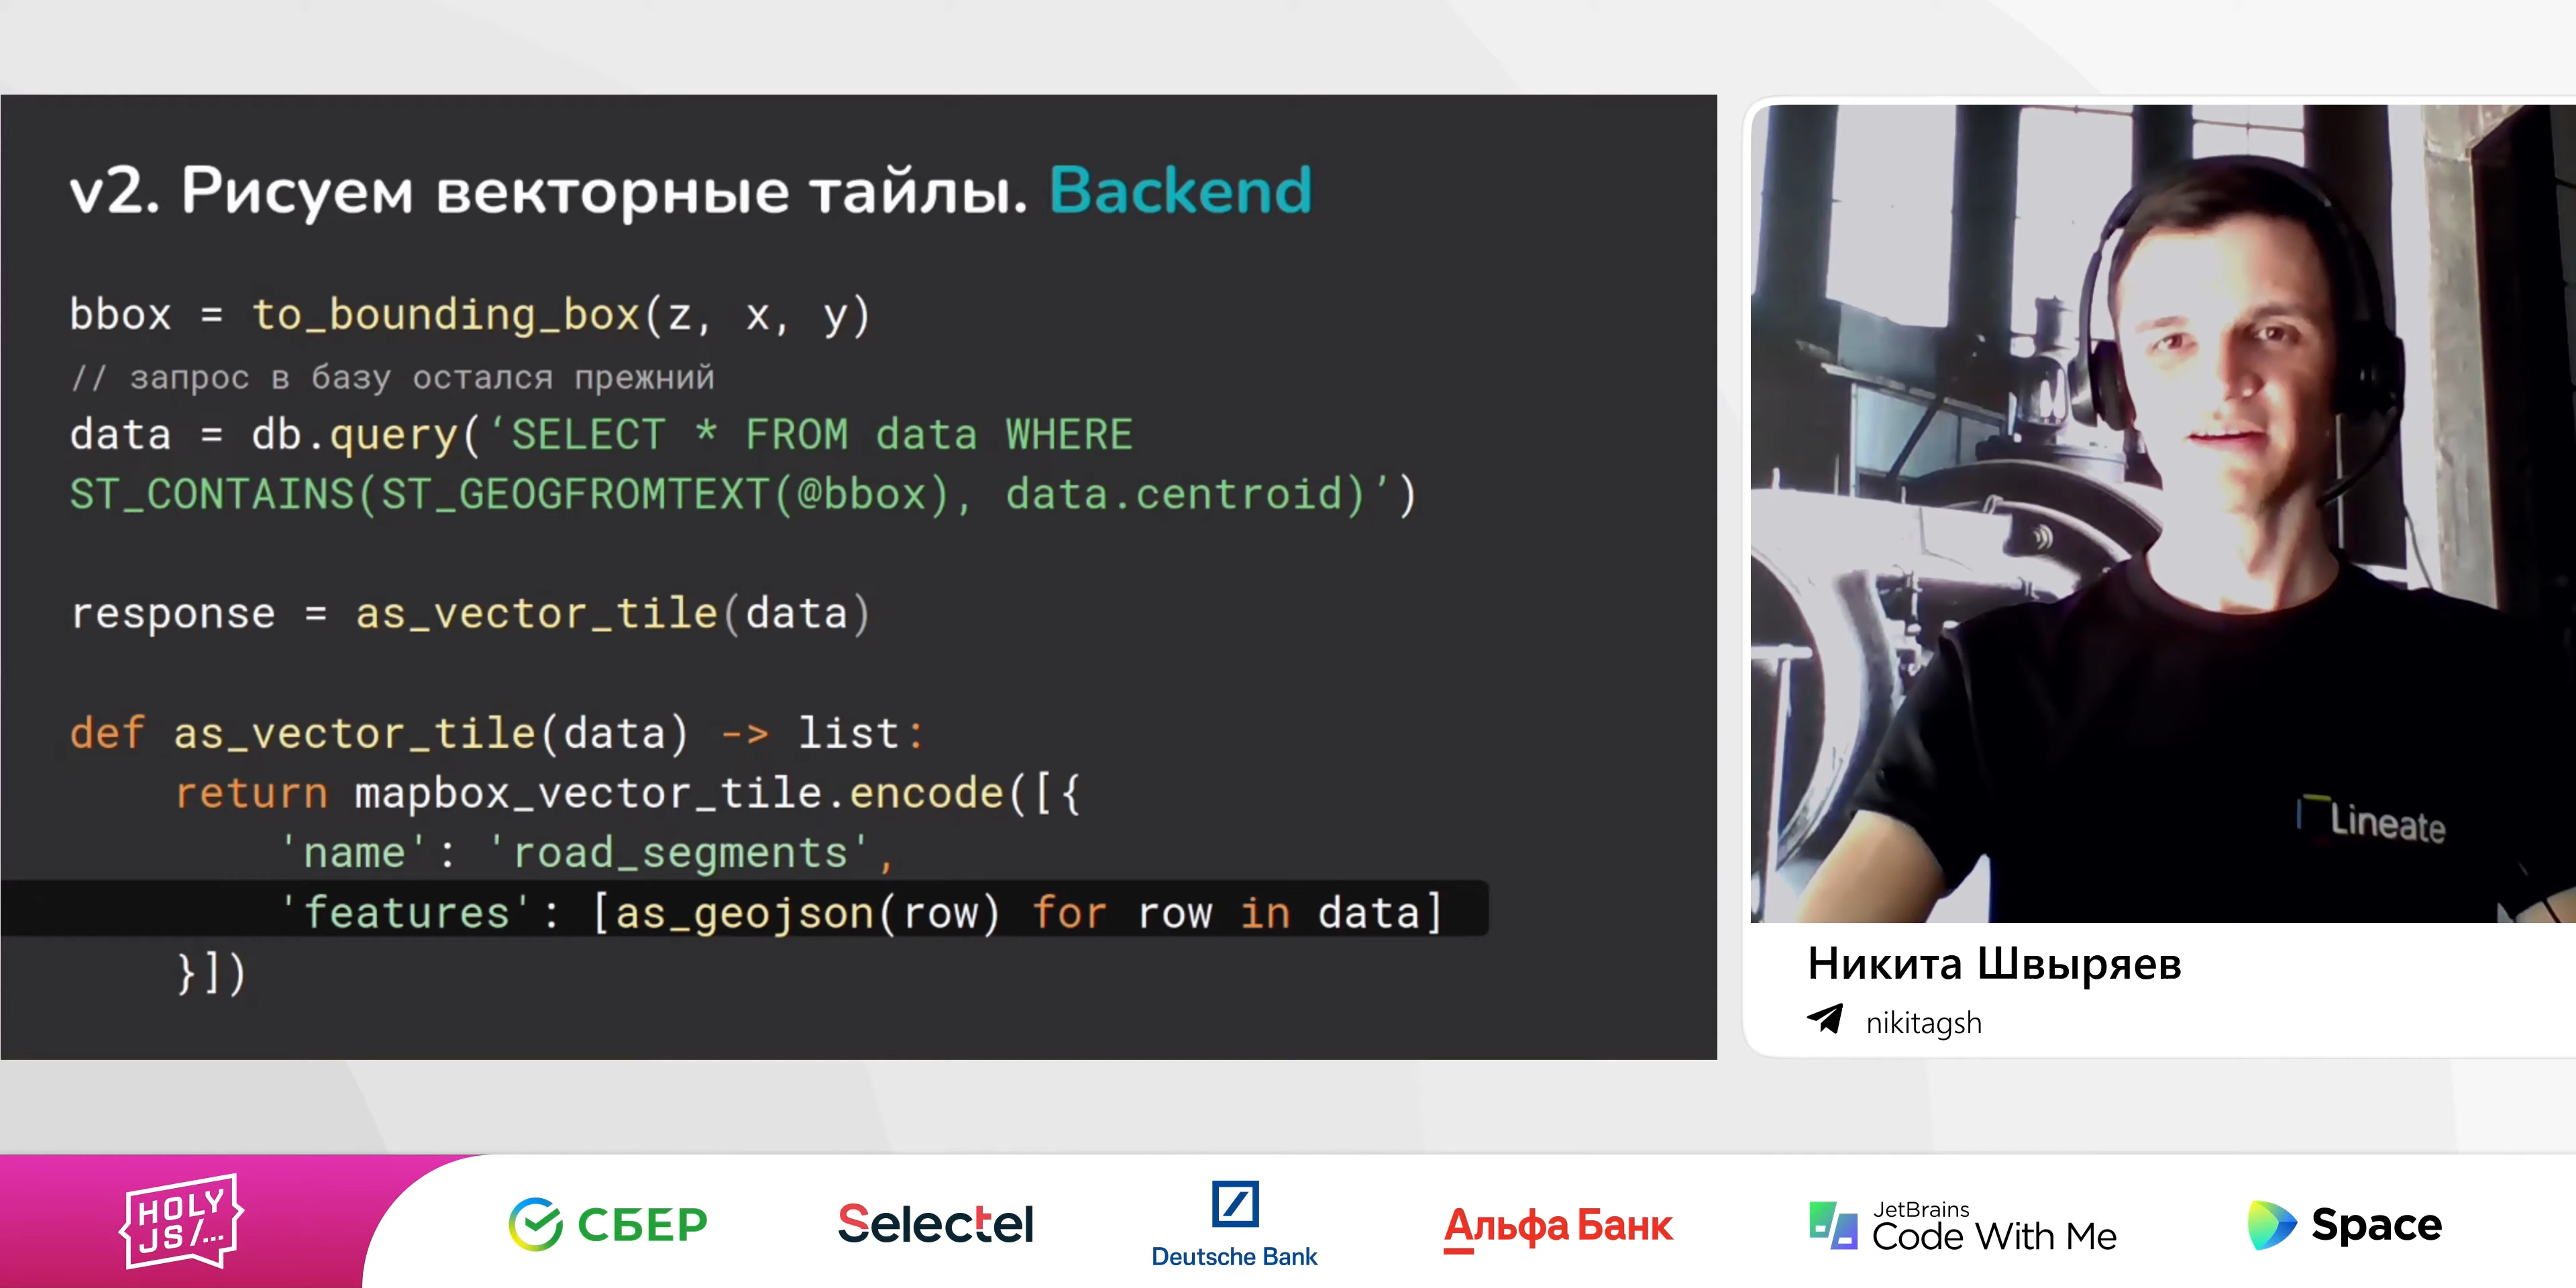 v2. Рисуем векторные тайлы. Backend
bbox = to_bounding_box(z, x, y)
// запрос в базу остался прежний
data = db.query(‘SELECT * FROM data WHERE
ST_CONTAINS(ST_GEOGFROMTEXT(@bbox), data.centroid)’)
response = as_vector_tile(data)
def as_vector_tile(data) -> list:
return mapbox_vector_tile.encode([{
'name': 'road_segments',
'features': [as_geojson(row) for row in data]
}])
Lineate
Никита Швыряев
nikitagsh
HOLY
JS/...
СБЕР
Selectel
Deutsche Bank
Альфа Банк
JetBrains
Code With Me
Space